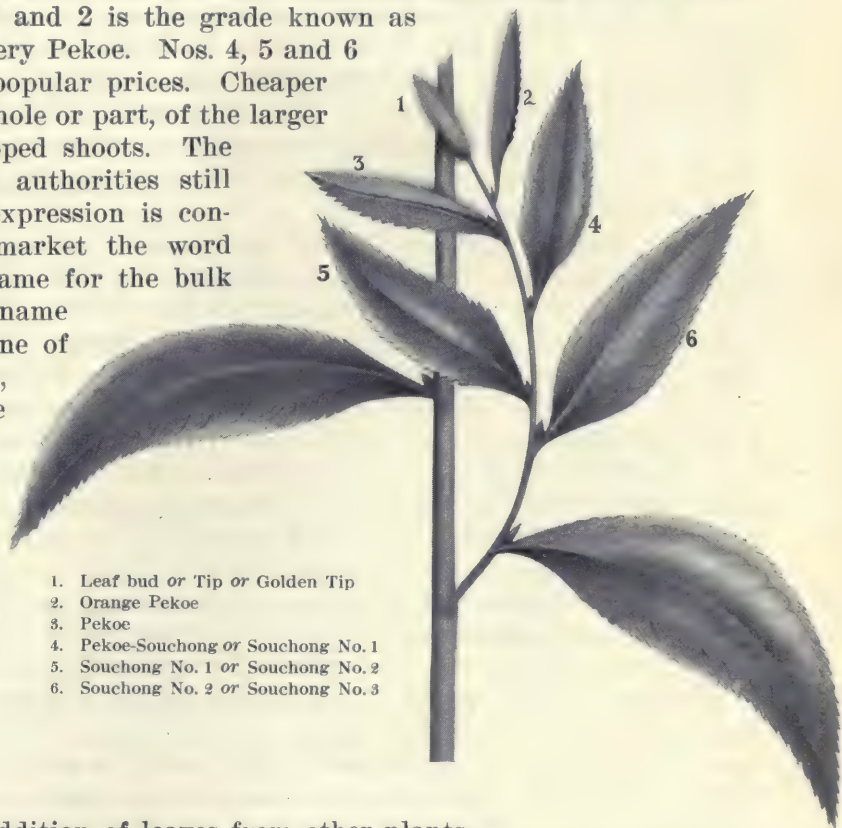 and 2 is the grade known as
ery Pekoe. Nos. 4, 5 and 6
popular prices. Cheaper
hole or part, of the larger
pped shoots. The
authorities still
xpression is con-
market the word
ame for the bulk
name
ne of
,
e
1
2
3
4
5
6
1. Leaf bud or Tip or Golden Tip
2. Orange Pekoe
3. Pekoe
4. Pekoe-Souchong or Souchong No. 1
5. Souchong No. 1 or Souchong No. 2
6. Souchong No. 2 or Souchong No. 3
ddition of leaves from other plants